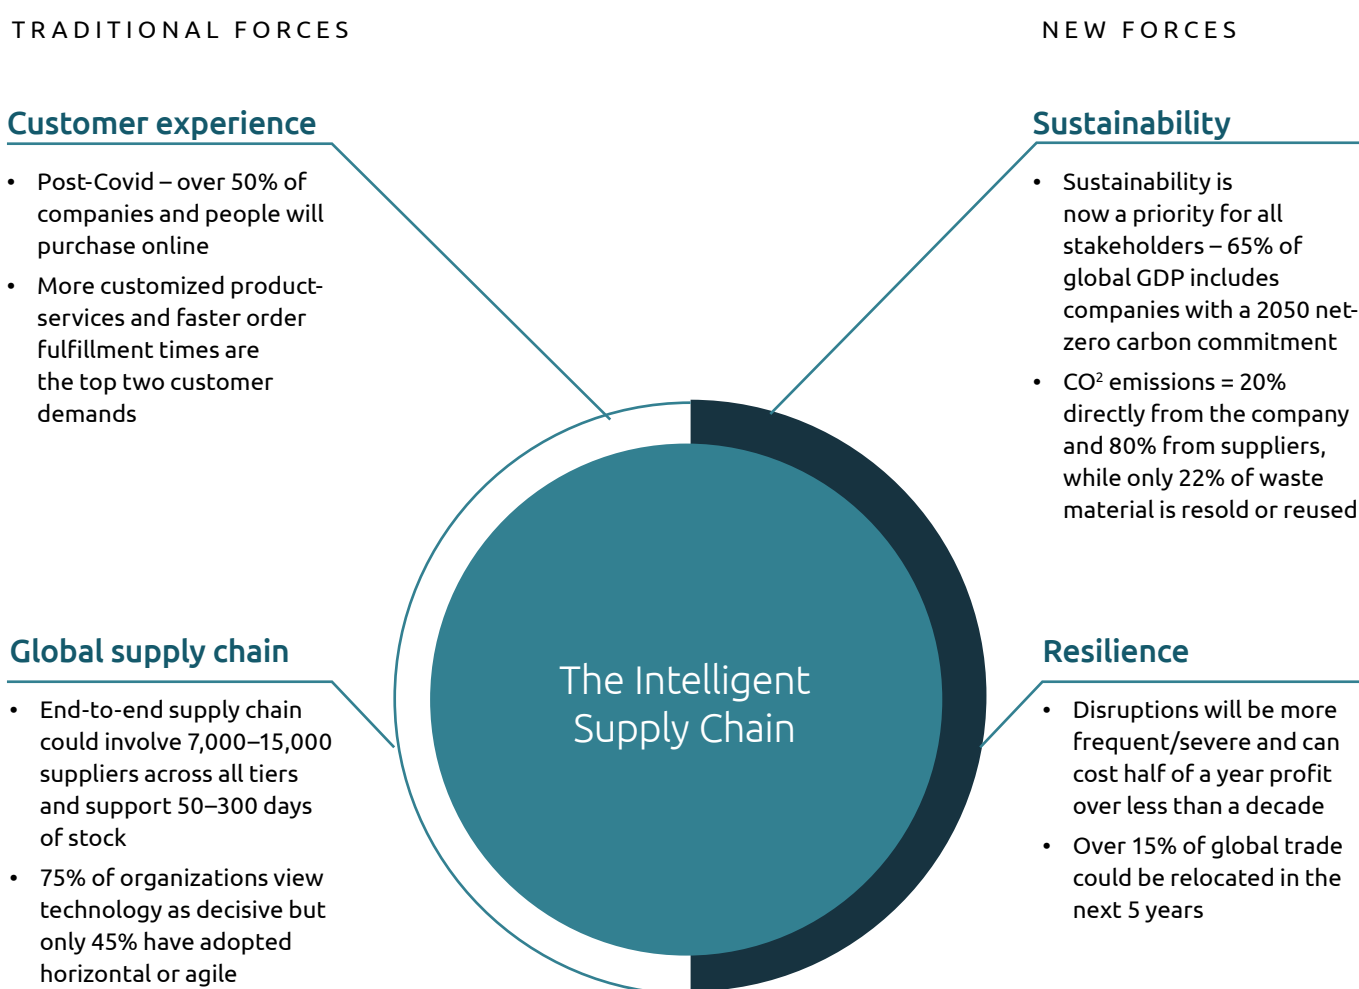 TRADITIONAL FORCES
Customer experience
• Post-Covid – over 50% of
companies and people will
purchase online
• More customized product-
services and faster order
fulfillment times are
the top two customer
demands
Global supply chain
• End-to-end supply chain
could involve 7,000–15,000
suppliers across all tiers
and support 50–300 days
of stock
• 75% of organizations view
technology as decisive but
only 45% have adopted
horizontal or agile
The Intelligent
Supply Chain
NEW FORCES
Sustainability
• Sustainability is
now a priority for all
stakeholders – 65% of
global GDP includes
companies with a 2050 net-
zero carbon commitment
• CO² emissions = 20%
directly from the company
and 80% from suppliers,
while only 22% of waste
material is resold or reused
Resilience
• Disruptions will be more
frequent/severe and can
cost half of a year profit
over less than a decade
• Over 15% of global trade
could be relocated in the
next 5 years